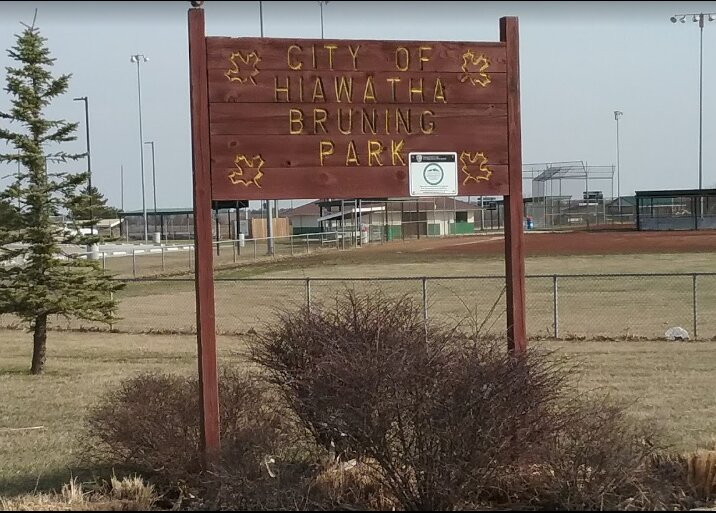 CITY OF
HIAWATHA
BRUNING
PARK